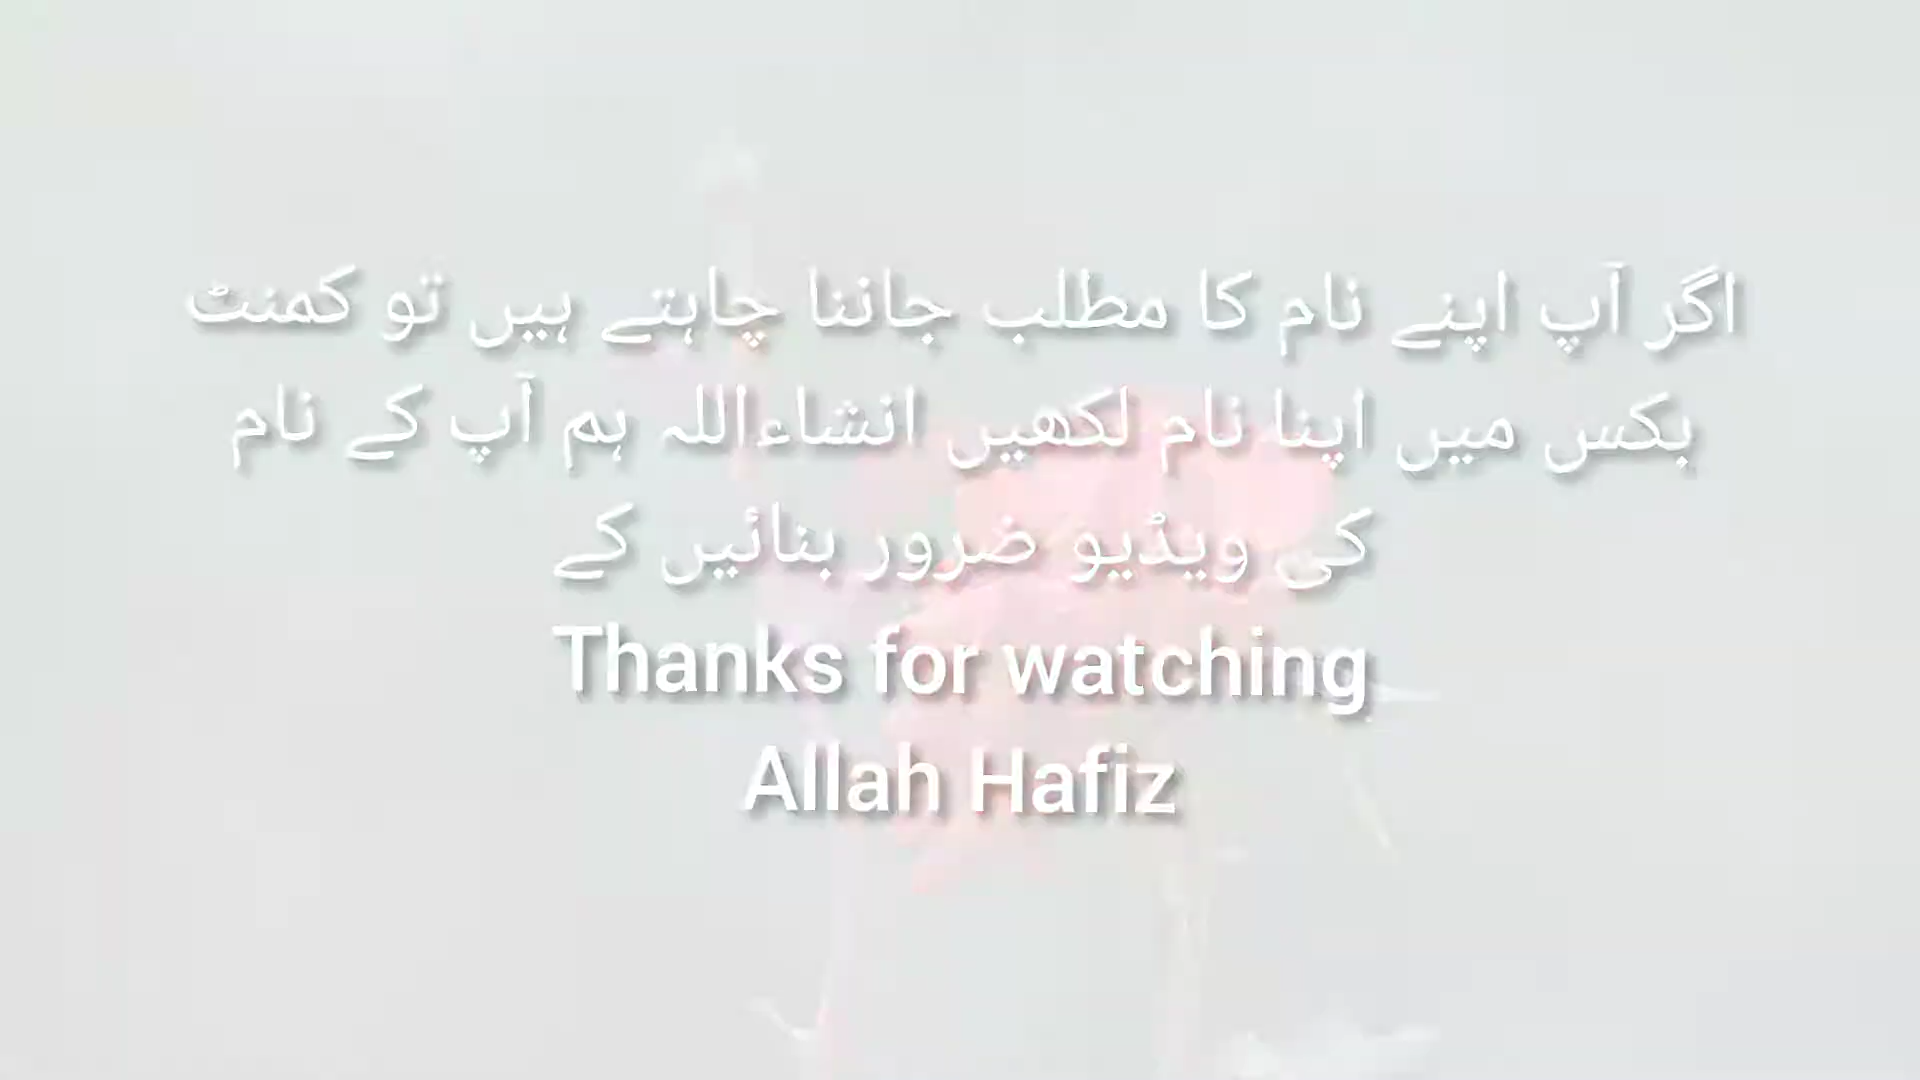 اگر آپ اپنے نام کا مطلب جاننا چاہتے ہیں تو کمنٹ
بکس میں اپنا نام لکھیں انشاءاللہ ہم آپ کے نام
کی ویڈیو ضرور بنائیں کے
Thanks for watching
Allah Hafiz